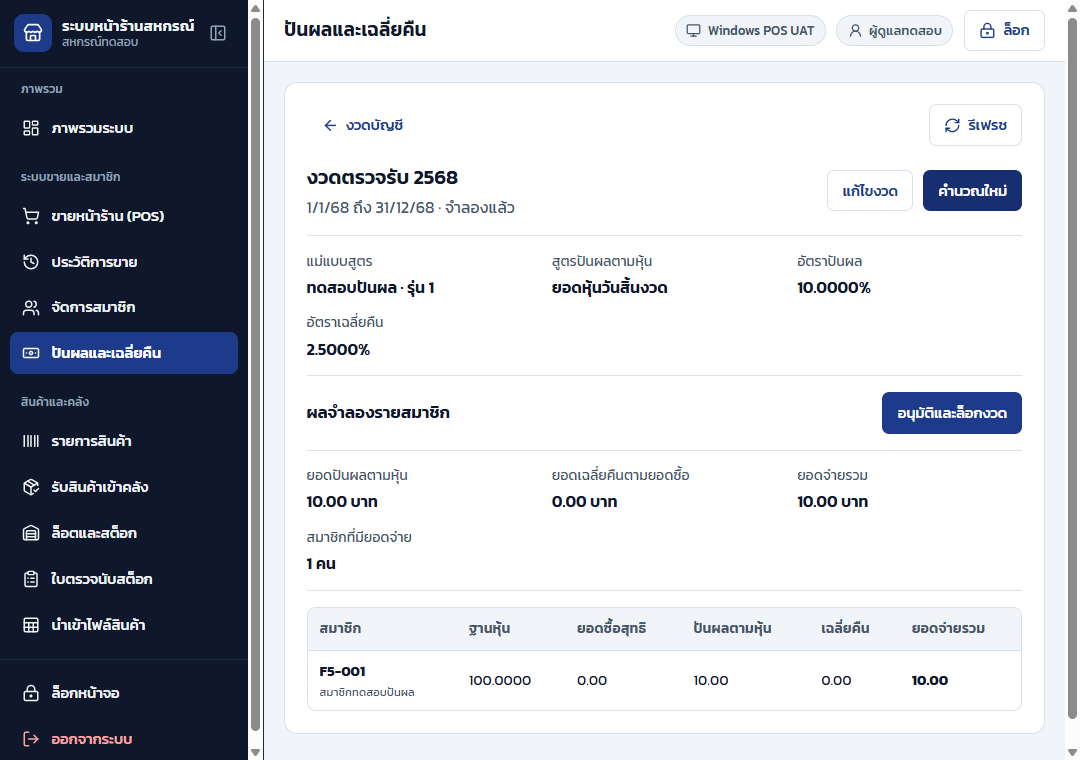 ระบบหน้าร้านสหกรณ์
สหกรณ์ทดสอบ
ภาพรวม
ภาพรวมระบบ
ระบบขายและสมาชิก
ขายหน้าร้าน (POS)
ประวัติการขาย
จัดการสมาชิก
ปันผลและเฉลี่ยคืน
สินค้าและคลัง
รายการสินค้า
รับสินค้าเข้าคลัง
ล็อตและสต็อก
ใบตรวจนับสต็อก
นำเข้าไฟล์สินค้า
ล็อกหน้าจอ
ออกจากระบบ
ปันผลและเฉลี่ยคืน
Windows POS UAT
ผู้ดูแลทดสอบ
ล็อก
งวดบัญชี
รีเฟรช
งวดตรวจรับ 2568
1/1/68 ถึง 31/12/68 · จำลองแล้ว
แก้ไขงวด
คำนวณใหม่
แม่แบบสูตร
ทดสอบปันผล · รุ่น 1
สูตรปันผลตามหุ้น
ยอดหุ้นวันสิ้นงวด
อัตราปันผล
10.0000%
อัตราเฉลี่ยคืน
2.5000%
ผลจำลองรายสมาชิก
อนุมัติและล็อกงวด
ยอดปันผลตามหุ้น
10.00 บาท
ยอดเฉลี่ยคืนตามยอดซื้อ
0.00 บาท
ยอดจ่ายรวม
10.00 บาท
สมาชิกที่มียอดจ่าย
1 คน
สมาชิก ฐานหุ้น ยอดซื้อสุทธิ ปันผลตามหุ้น เฉลี่ยคืน ยอดจ่ายรวม
F5-001
สมาชิกทดสอบปันผล
100.0000 0.00 10.00 0.00 10.00